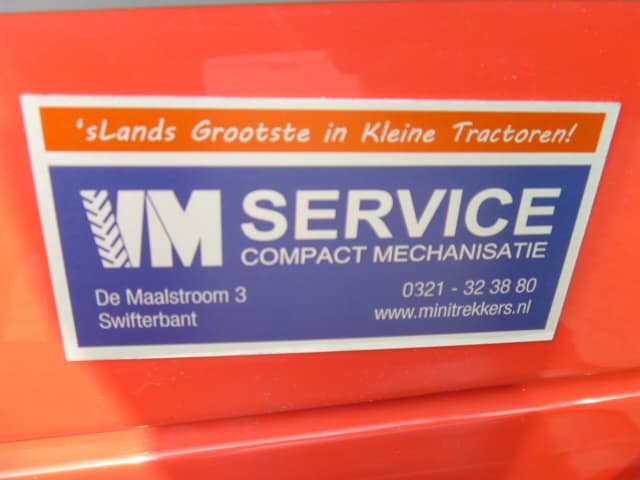 'sLands Grootste in Kleine Tractoren!
VM SERVICE
COMPACT MECHANISATIE
De Maalstroom 3
0321 - 32 38 80
Swifterbant
www.minitrekkers.nl